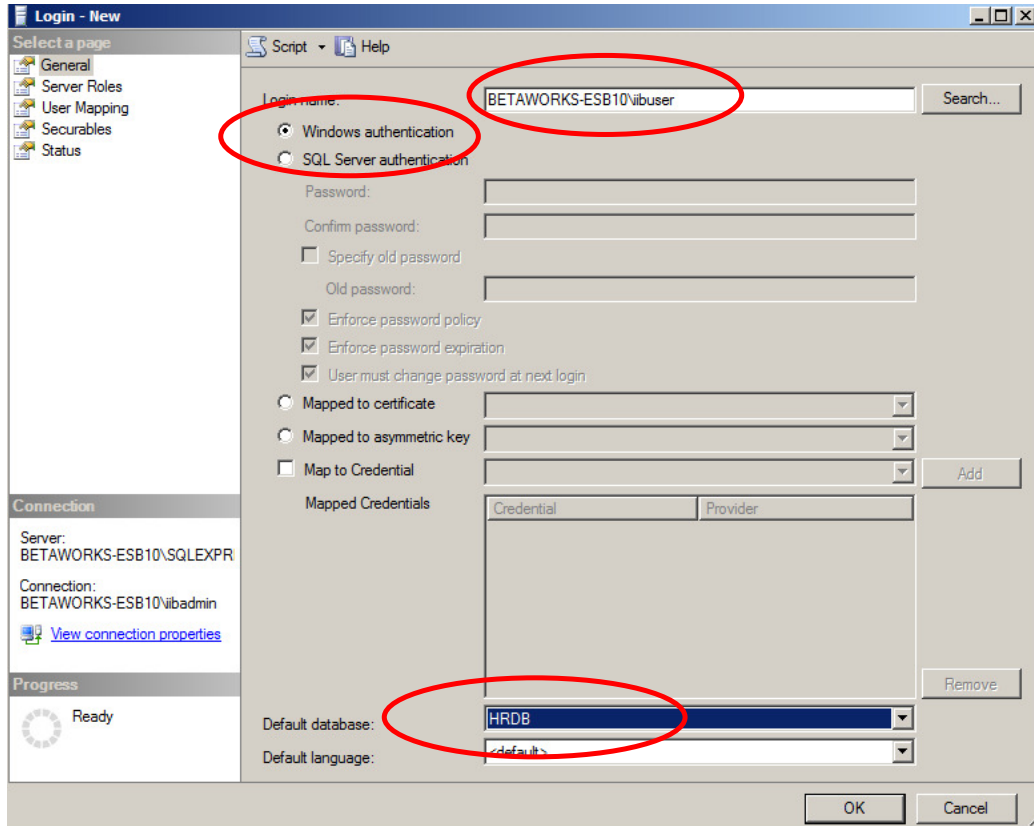 Login - New
Select a page
General
Server Roles
User Mapping
Securables
Status
Script Help
Login name: BETAWORKS-ESB10\iibuser Search...
Windows authentication
SQL Server authentication
Password:
Confirm password:
Specify old password
Old password:
Enforce password policy
Enforce password expiration
User must change password at next login
Mapped to certificate
Mapped to asymmetric key
Map to Credential Add
Mapped Credentials Credential Provider
Remove
Default database: HRDB
Default language: <default>
Connection
Server:
BETAWORKS-ESB10\SQLEXPR
Connection:
BETAWORKS-ESB10\iibadmin
View connection properties
Progress
Ready
OK Cancel